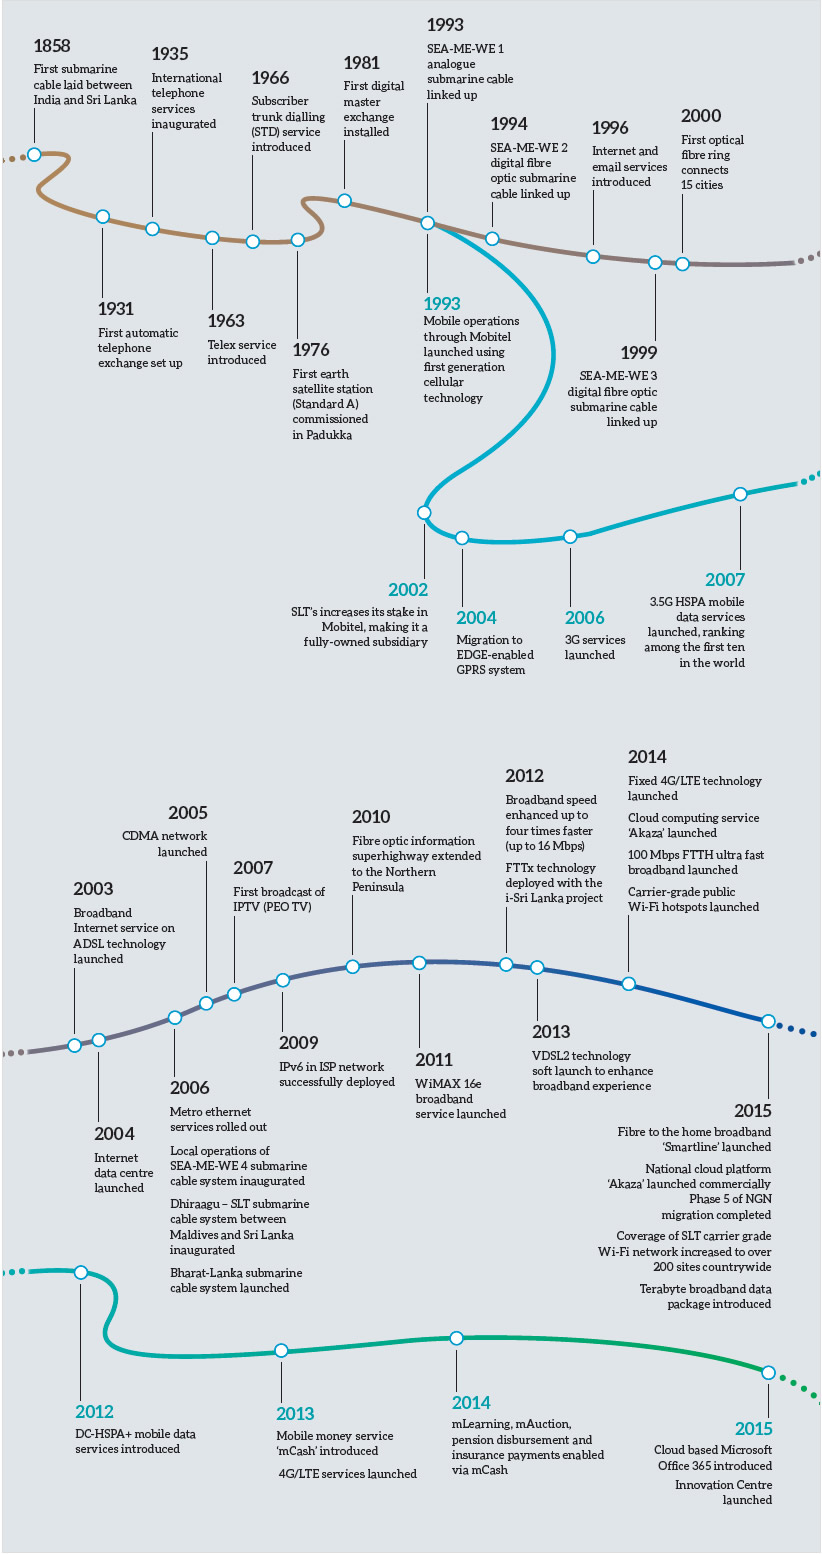 1858
First submarine
cable laid between
India and Sri Lanka
1935
International
telephone
services
inaugurated
1966
Subscriber
trunk dialling
(STD) service
introduced
1981
First digital
master
exchange
installed
1993
SEA-ME-WE 1
analogue
submarine cable
linked up
1994
SEA-ME-WE 2
digital fibre
optic submarine
cable linked up
1996
Internet and
email services
introduced
2000
First optical
fibre ring
connects
15 cities
1931
First automatic
telephone
exchange set up
1963
Telex service
introduced
1976
First earth
satellite station
(Standard A)
commissioned
in Padukka
1993
Mobile operations
through Mobitel
launched using
first generation
cellular
technology
1999
SEA-ME-WE 3
digital fibre optic
submarine cable
linked up
2002
SLT's increases its stake in
Mobitel, making it a
fully-owned subsidiary
2004
Migration to
EDGE-enabled
GPRS system
2006
3G services
launched
2007
3.5G HSPA mobile
data services
launched, ranking
among the first ten
in the world
2003
Broadband
Internet service on
ADSL technology
launched
2005
CDMA network
launched
2007
First broadcast of
IPTV (PEO TV)
2010
Fibre optic information
superhighway extended
to the Northern
Peninsula
2012
Broadband speed
enhanced up to
four times faster
(up to 16 Mbps)
FTTx technology
deployed with the
i-Sri Lanka project
2014
Fixed 4G/LTE technology
launched
Cloud computing service
‘Akaza’ launched
100 Mbps FTTH ultra fast
broadband launched
Carrier-grade public
Wi-Fi hotspots launched
2004
Internet
data centre
launched
2006
Metro ethernet
services rolled out
Local operations of
SEA-ME-WE 4 submarine
cable system inaugurated
Dhiraagu – SLT submarine
cable system between
Maldives and Sri Lanka
inaugurated
Bharat-Lanka submarine
cable system launched
2009
IPv6 in ISP network
successfully deployed
2011
WiMAX 16e
broadband
service launched
2013
VDSL2 technology
soft launch to enhance
broadband experience
2015
Fibre to the home broadband
‘Smartline’ launched
National cloud platform
‘Akaza’ launched commercially
Phase 5 of NGN
migration completed
Coverage of SLT carrier grade
Wi-Fi network increased to over
200 sites countrywide
Terabyte broadband data
package introduced
2012
DC-HSPA+ mobile data
services introduced
2013
Mobile money service
‘mCash’ introduced
4G/LTE services launched
2014
mLearning, mAuction,
pension disbursement and
insurance payments enabled
via mCash
2015
Cloud based Microsoft
Office 365 introduced
Innovation Centre
launched